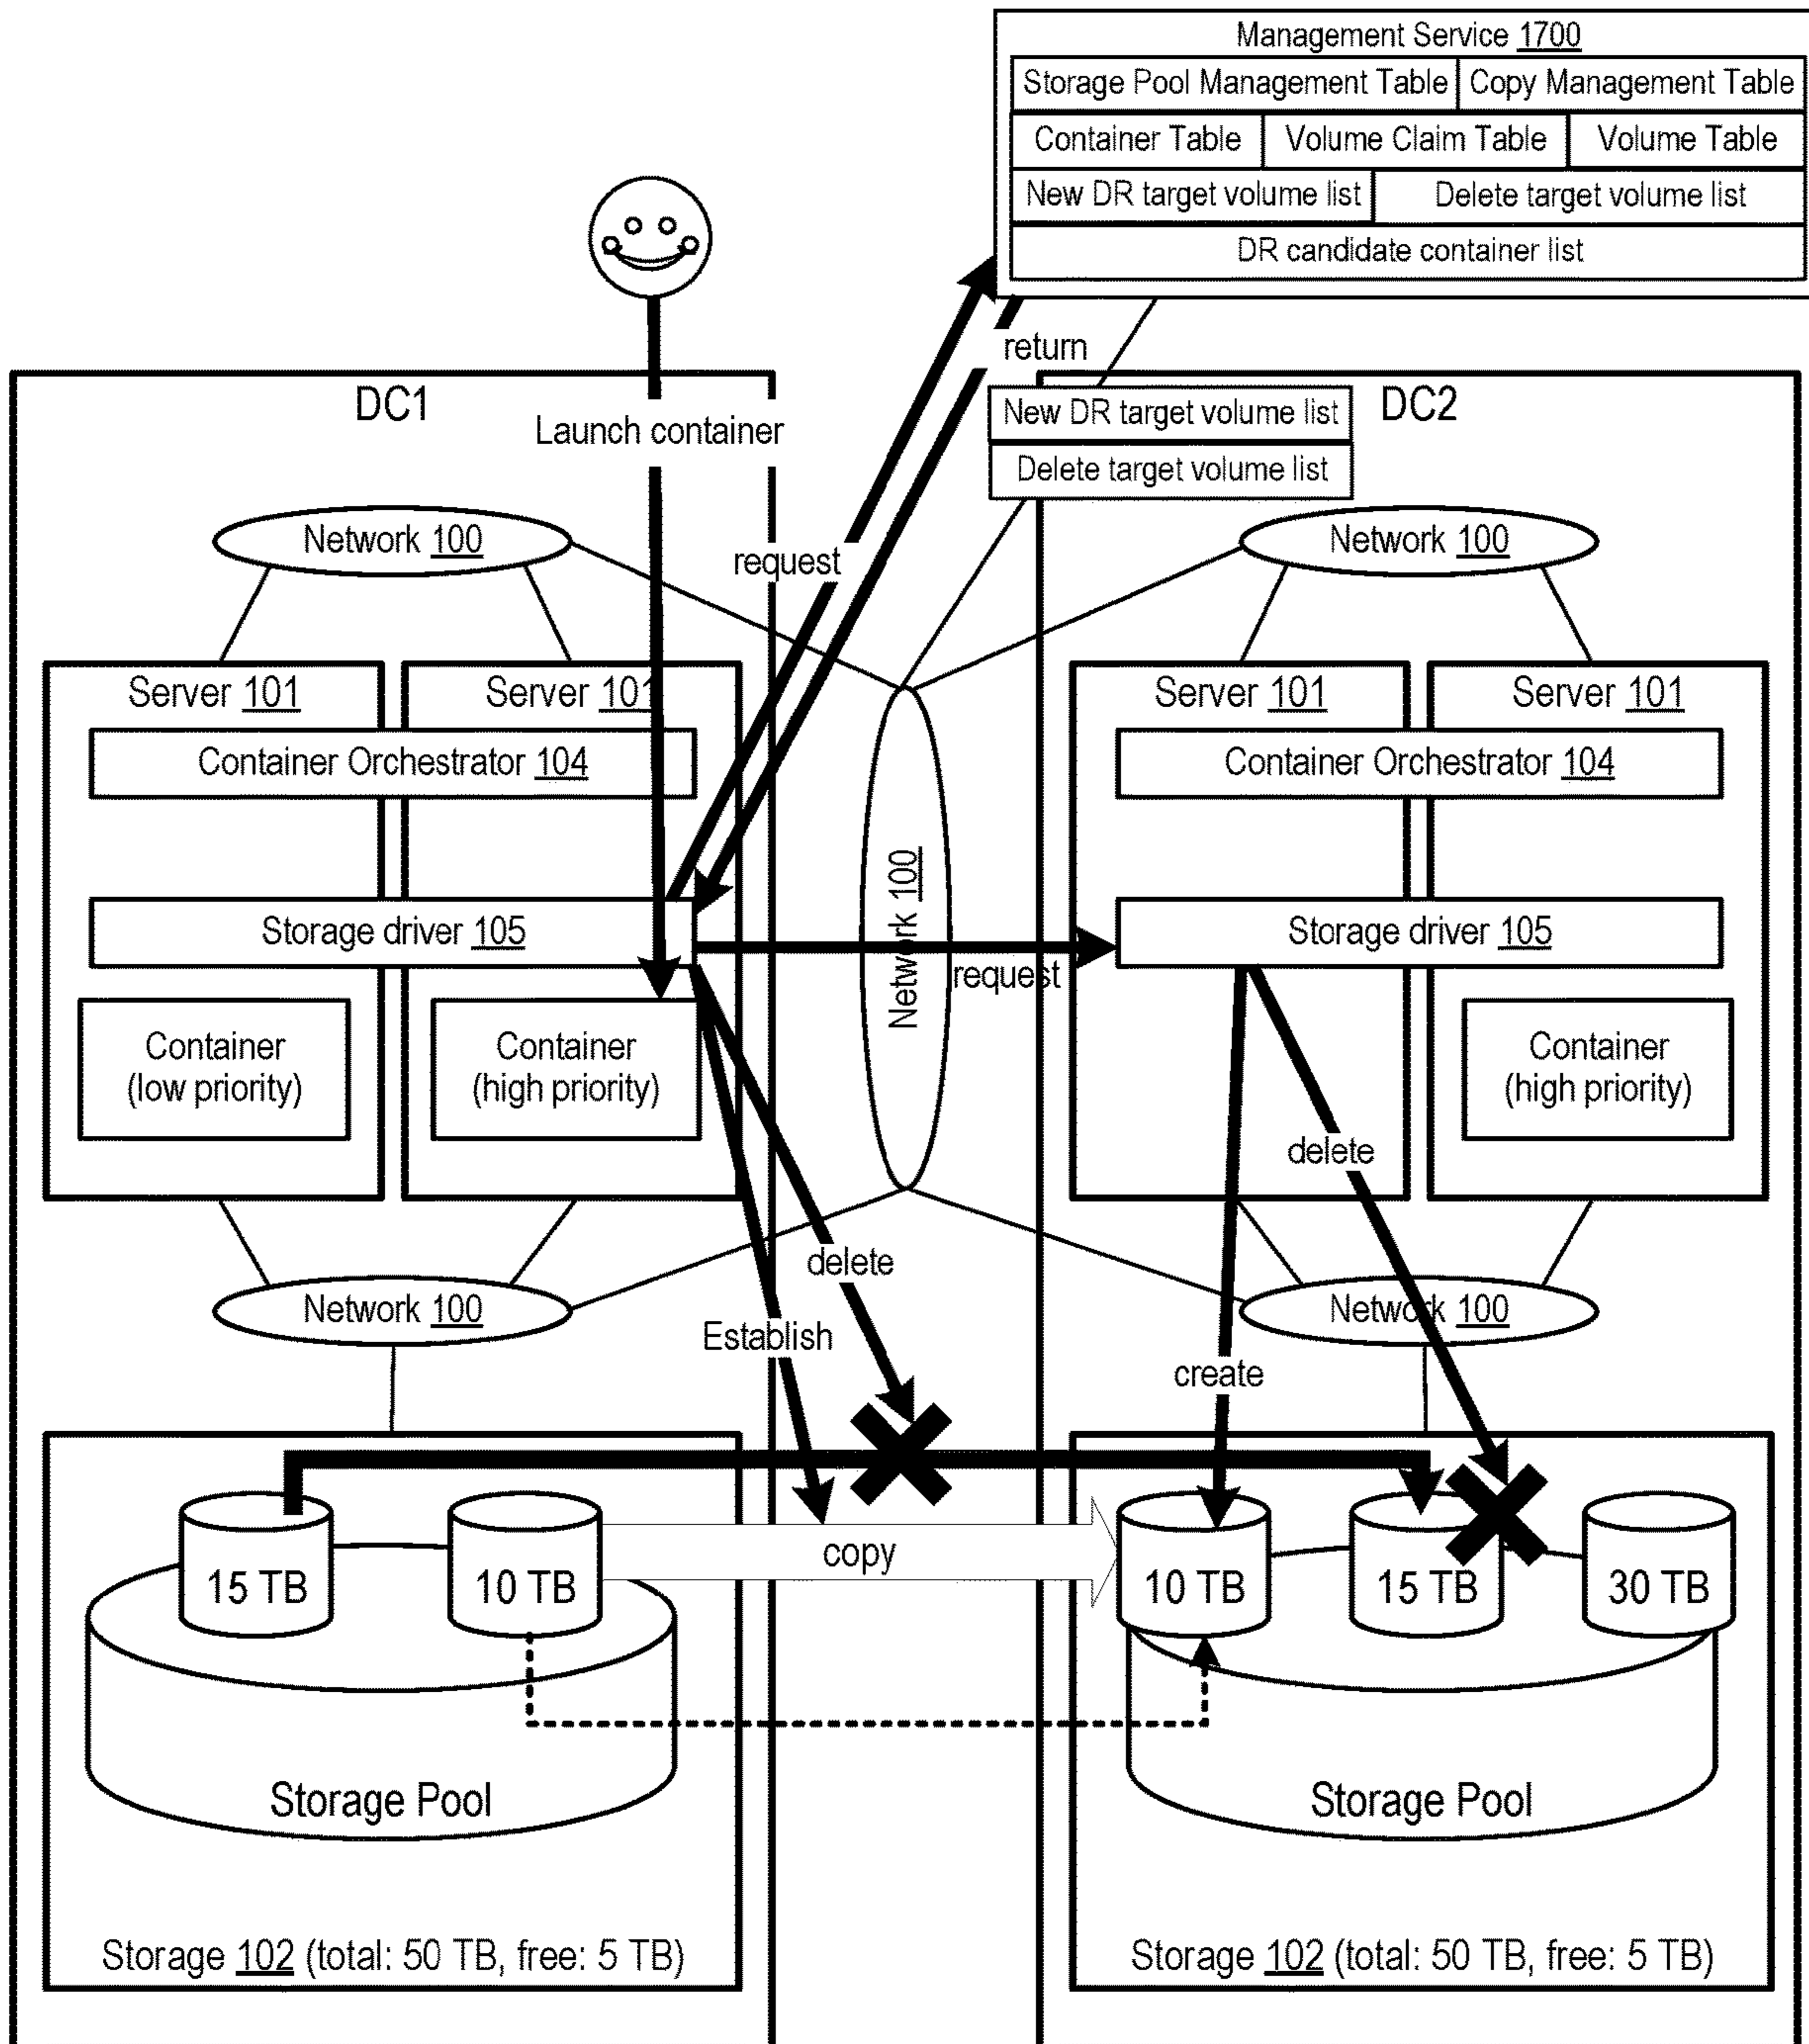 Management Service 1700
Storage Pool Management Table
Copy Management Table
Container Table
Volume Claim Table
Volume Table
New DR target volume list
Delete target volume list
DR candidate container list
return
DC1
Launch container
New DR target volume list
Delete target volume list
DC2
Network 100
request
Network 100
Server 101
Server 101
Container Orchestrator 104
Storage driver 105
Container
(low priority)
Container
(high priority)
Network 100
request
Server 101
Server 101
Container Orchestrator 104
Storage driver 105
Container
(high priority)
delete
delete
Network 100
Establish
Network 100
create
15 TB
10 TB
copy
10 TB
15 TB
30 TB
Storage Pool
Storage Pool
Storage 102 (total: 50 TB, free: 5 TB)
Storage 102 (total: 50 TB, free: 5 TB)